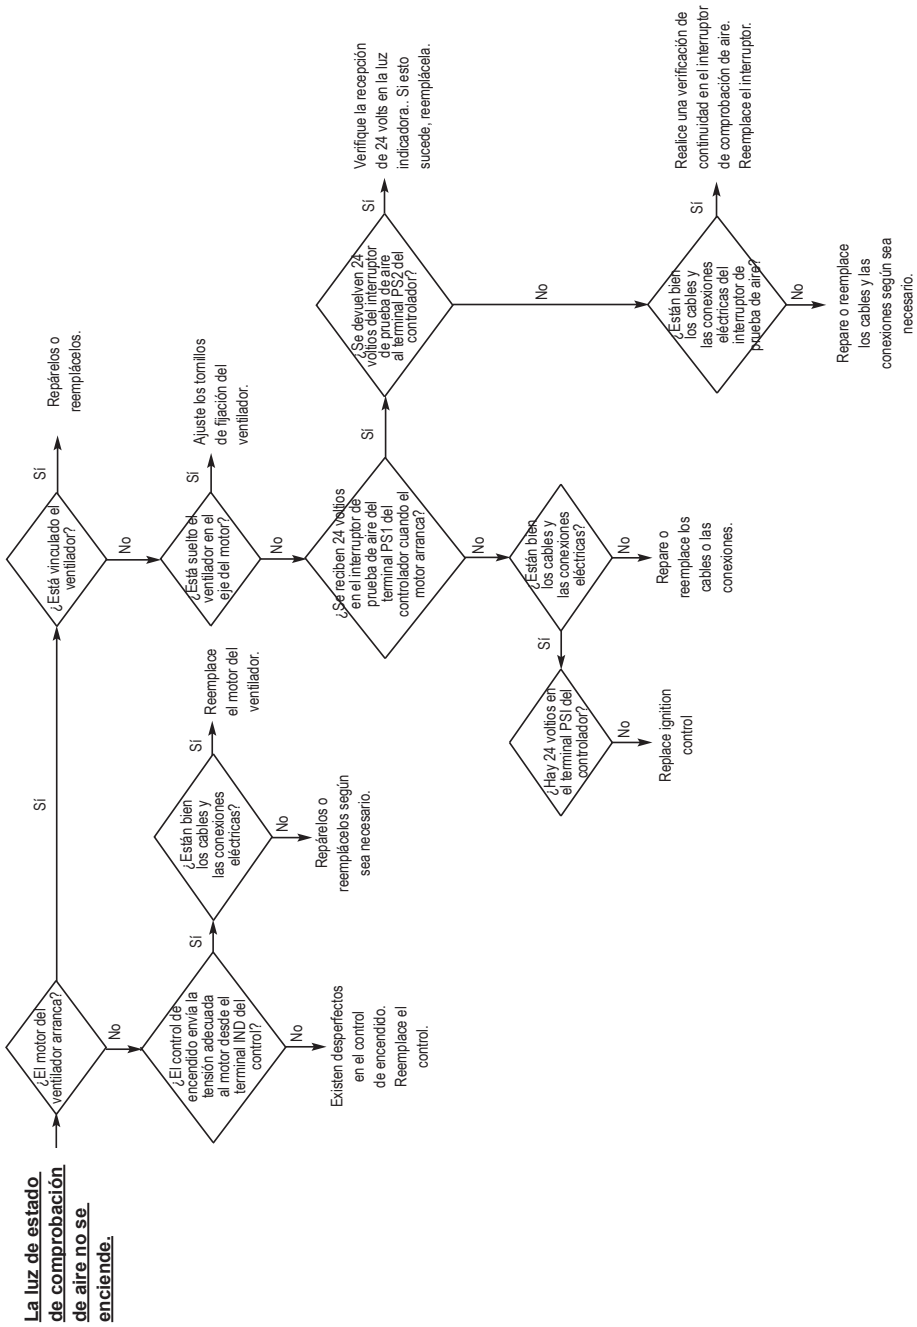 La luz de estado
de comprobación
de aire no se
enciende.
¿El motor del
ventilador arranca?
Sí
No
¿Está vinculado el
ventilador?
Sí
Repárelos o
reemplácelos.
No
¿El control de
encendido envía la
tensión adecuada
al motor desde el
terminal IND del
control?
Sí
No
Existen desperfectos
en el control
de encendido.
Reemplace el
control.
¿Están bien
los cables y
las conexiones
eléctricas?
Sí
Reemplace
el motor del
ventilador.
No
Repárelos o
reemplácelos según
sea necesario.
¿Está suelto el
ventilador en el
eje del motor?
Sí
Ajuste los tornillos
de fijación del
ventilador.
No
¿Se reciben 24 voltios
en el interruptor de
prueba de aire del
terminal PS1 del
controlador cuando el
motor arranca?
Sí
No
¿Se devuelven 24
voltios del interruptor
de prueba de aire
al terminal PS2 del
controlador?
Sí
Verifique la recepción
de 24 volts en la luz
indicadora.. Si esto
sucede, reemplácela.
No
¿Están bien
los cables y
las conexiones
eléctricas?
Sí
No
Repare o
reemplace los
cables o las
conexiones.
¿Hay 24 voltios en
el terminal PSI del
controlador?
No
Replace ignition
control
¿Están bien
los cables y
las conexiones
eléctricas del
interruptor de
prueba de aire?
Sí
Realice una verificación de
continuidad en el interruptor
de comprobación de aire.
Reemplace el interruptor.
No
Repare o reemplace
los cables y las
conexiones según sea
necesario.